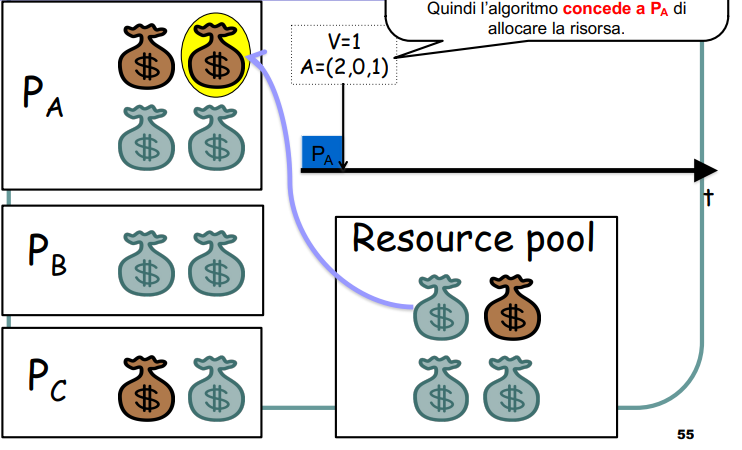 Quindi l'algoritmo concede a PA di
allocare la risorsa.
V=1
A=(2,0,1)
PA
PA
t
PB
Resource pool
PC
55